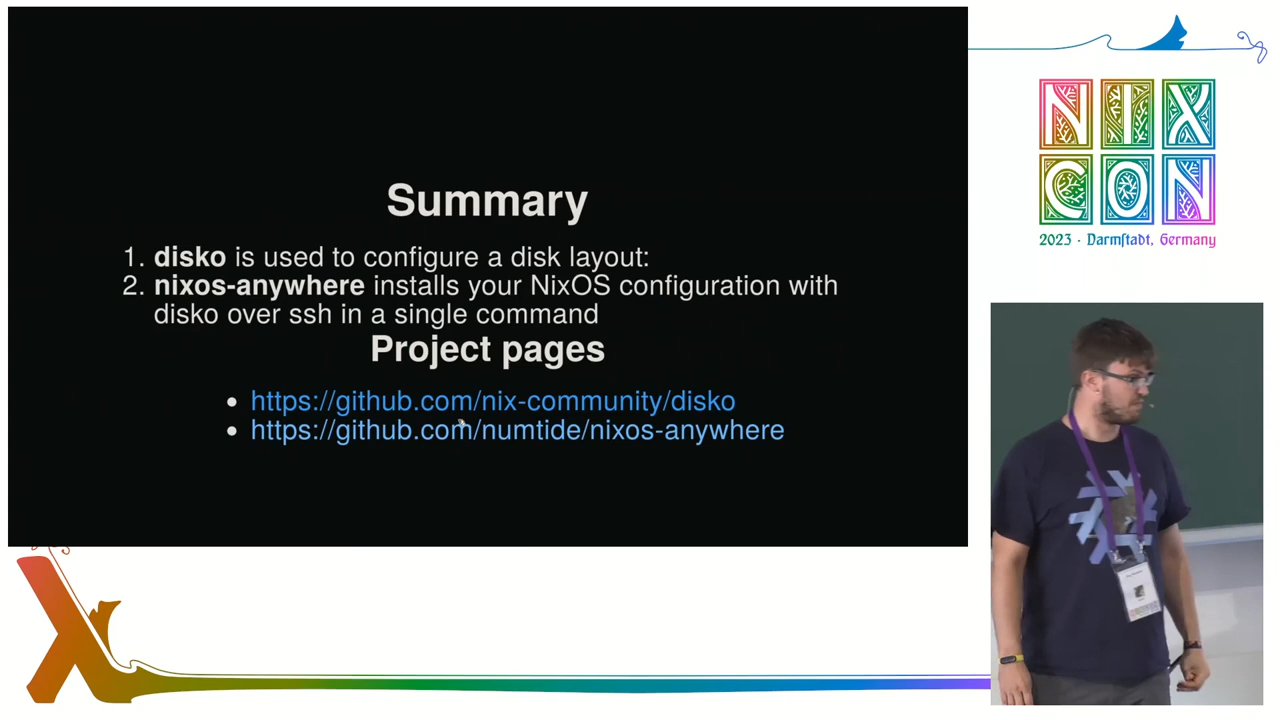 Summary
1. disko is used to configure a disk layout:
2. nixos-anywhere installs your NixOS configuration with
disko over ssh in a single command
Project pages
• https://github.com/nix-community/disko
• https://github.com/numtide/nixos-anywhere
NIX
CON
2023 · Darmſtadt, Germany